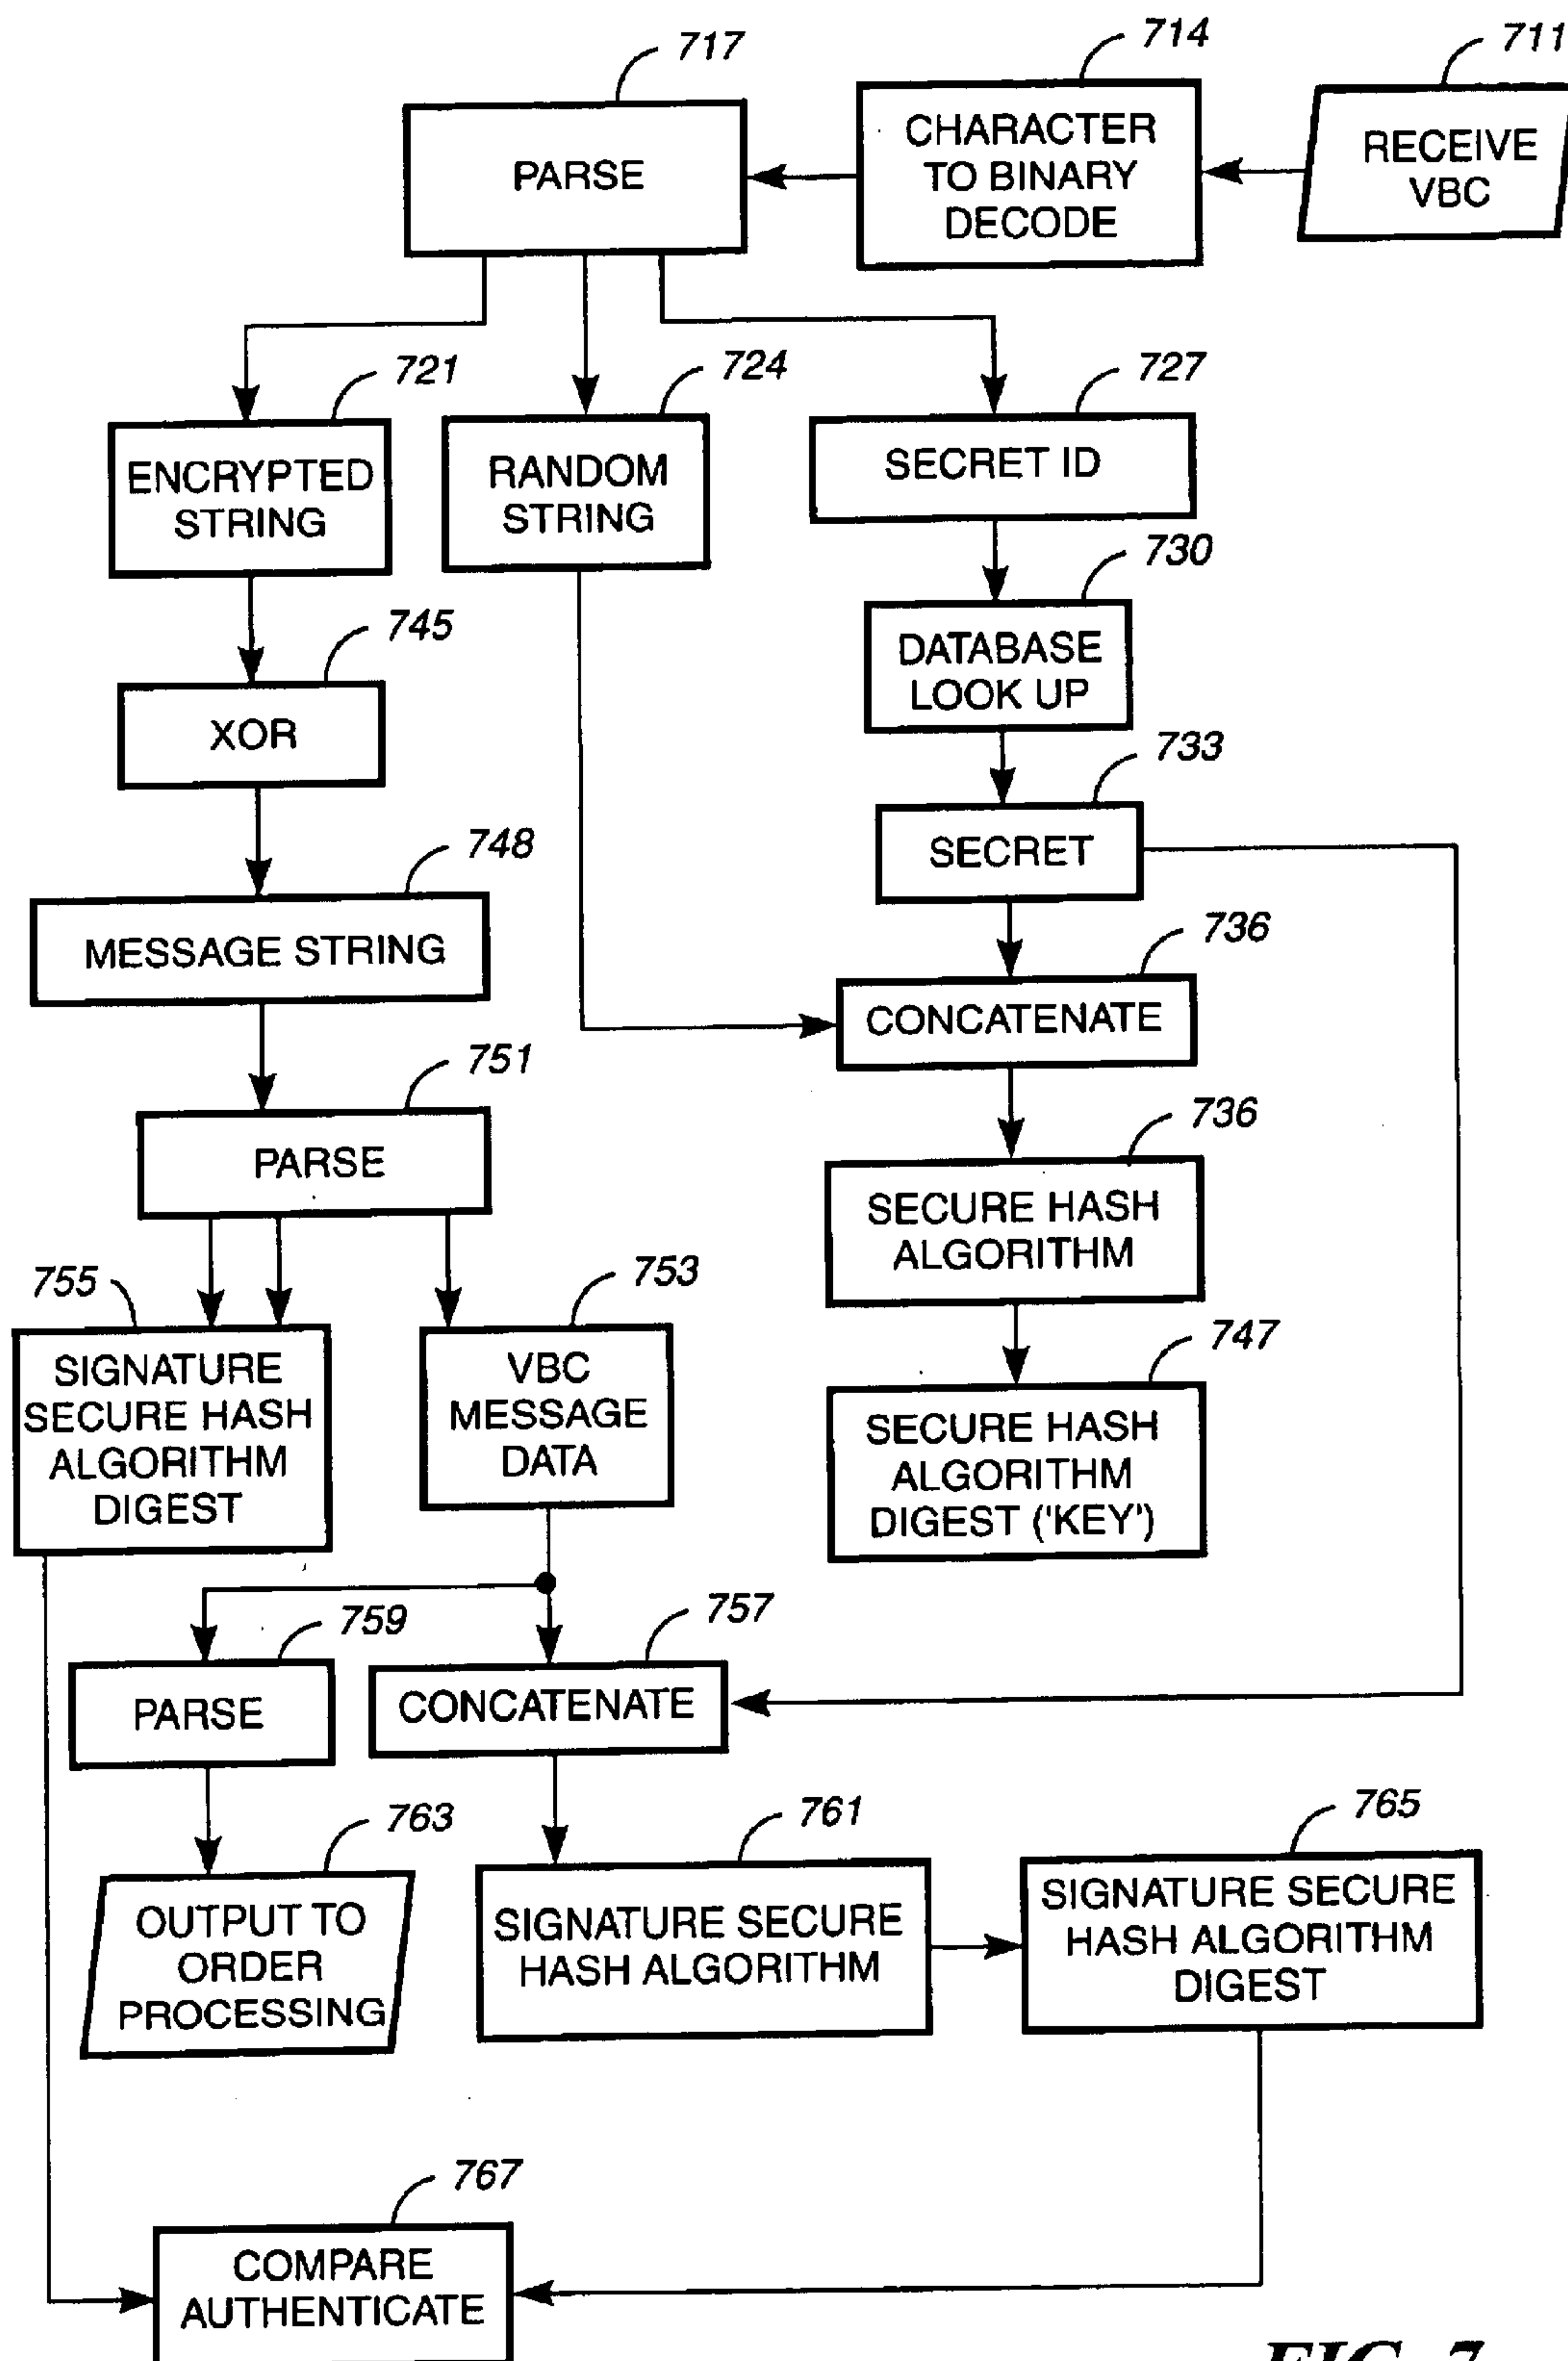 717
714
711
PARSE
CHARACTER
TO BINARY
DECODE
RECEIVE
VBC
721
724
727
ENCRYPTED
STRING
RANDOM
STRING
SECRET ID
730
DATABASE
LOOK UP
745
XOR
733
SECRET
748
MESSAGE STRING
736
CONCATENATE
751
PARSE
736
SECURE HASH
ALGORITHM
755
SIGNATURE
SECURE HASH
ALGORITHM
DIGEST
753
VBC
MESSAGE
DATA
747
SECURE HASH
ALGORITHM
DIGEST ('KEY')
759
PARSE
757
CONCATENATE
763
OUTPUT TO
ORDER
PROCESSING
761
SIGNATURE SECURE
HASH ALGORITHM
765
SIGNATURE SECURE
HASH ALGORITHM
DIGEST
767
COMPARE
AUTHENTICATE
FIG. 7